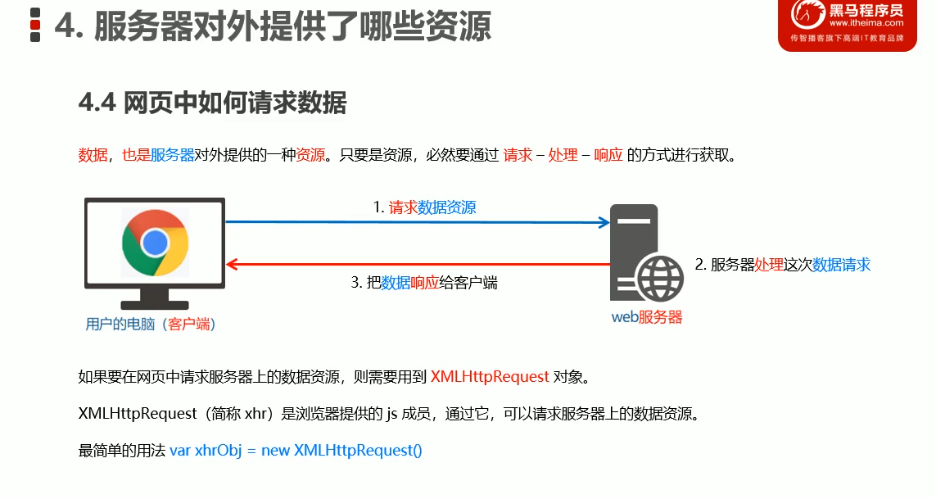 4. 服务器对外提供了哪些资源
黑马程序员
www.itheima.com
传智播客旗下高端IT教育品牌
4.4 网页中如何请求数据
数据，也是服务器对外提供的一种资源。只要是资源，必然要通过 请求 – 处理 – 响应 的方式进行获取。
1. 请求数据资源
2. 服务器处理这次数据请求
3. 把数据响应给客户端
用户的电脑（客户端）
web服务器
如果要在网页中请求服务器上的数据资源，则需要用到 XMLHttpRequest 对象。
XMLHttpRequest（简称 xhr）是浏览器提供的 js 成员，通过它，可以请求服务器上的数据资源。
最简单的用法 var xhrObj = new XMLHttpRequest()